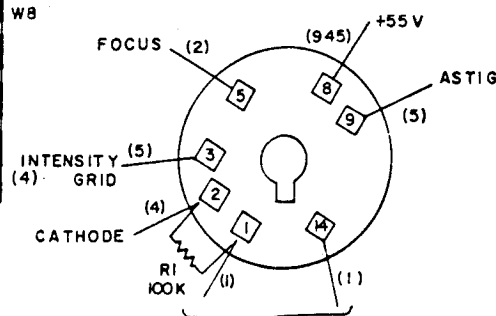 W8
FOCUS (2)
(945) +55V
ASTIG
(5)
5
8
9
INTENSITY (5)
(4) GRID
3
2
(4)
CATHODE
1
14
R1
100K
(1)
(1)